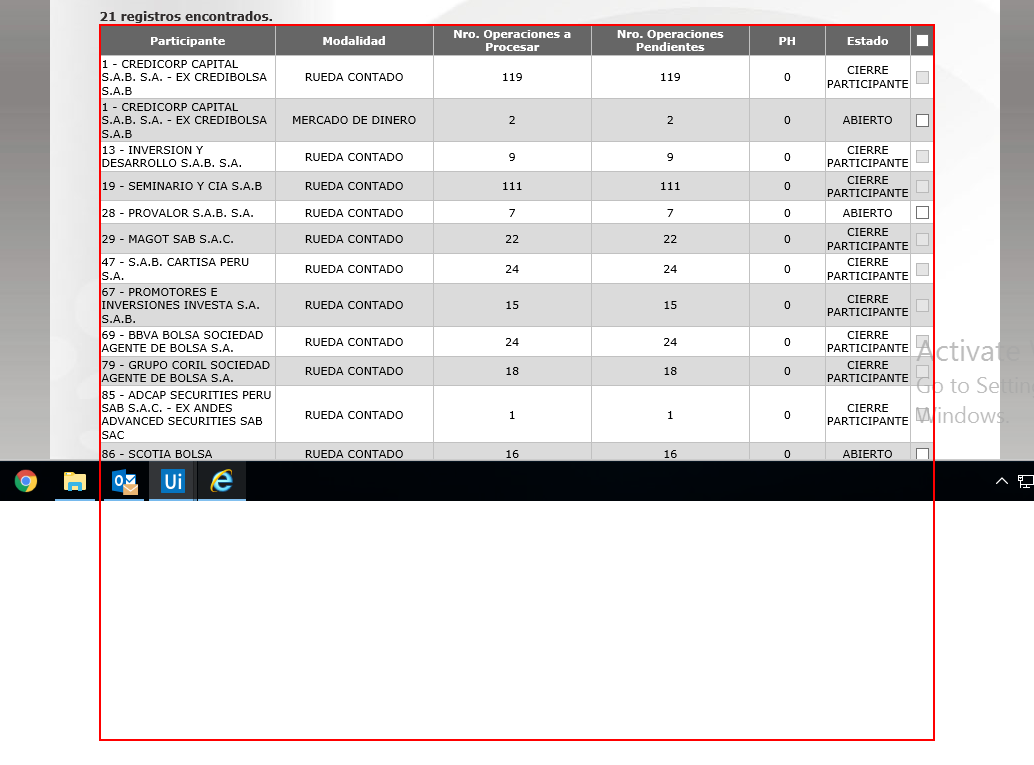 21 registros encontrados.
Participante Modalidad Nro. Operaciones a Procesar Nro. Operaciones Pendientes PH Estado
1 - CREDICORP CAPITAL
S.A.B. S.A. - EX CREDIBOLSA
S.A.B
RUEDA CONTADO 119 119 0 CIERRE
PARTICIPANTE
1 - CREDICORP CAPITAL
S.A.B. S.A. - EX CREDIBOLSA
S.A.B
MERCADO DE DINERO 2 2 0 ABIERTO
13 - INVERSION Y
DESARROLLO S.A.B. S.A.
RUEDA CONTADO 9 9 0 CIERRE
PARTICIPANTE
19 - SEMINARIO Y CIA S.A.B RUEDA CONTADO 111 111 0 CIERRE
PARTICIPANTE
28 - PROVALOR S.A.B. S.A. RUEDA CONTADO 7 7 0 ABIERTO
29 - MAGOT SAB S.A.C. RUEDA CONTADO 22 22 0 CIERRE
PARTICIPANTE
47 - S.A.B. CARTISA PERU
S.A.
RUEDA CONTADO 24 24 0 CIERRE
PARTICIPANTE
67 - PROMOTORES E
INVERSIONES INVESTA S.A.
S.A.B.
RUEDA CONTADO 15 15 0 CIERRE
PARTICIPANTE
69 - BBVA BOLSA SOCIEDAD
AGENTE DE BOLSA S.A.
RUEDA CONTADO 24 24 0 CIERRE
PARTICIPANTE
79 - GRUPO CORIL SOCIEDAD
AGENTE DE BOLSA S.A.
RUEDA CONTADO 18 18 0 CIERRE
PARTICIPANTE
85 - ADCAP SECURITIES PERU
SAB S.A.C. - EX ANDES
ADVANCED SECURITIES SAB
SAC
RUEDA CONTADO 1 1 0 CIERRE
PARTICIPANTE
86 - SCOTIA BOLSA RUEDA CONTADO 16 16 0 ABIERTO
Activate
Go to Settin
Windows.
Ui